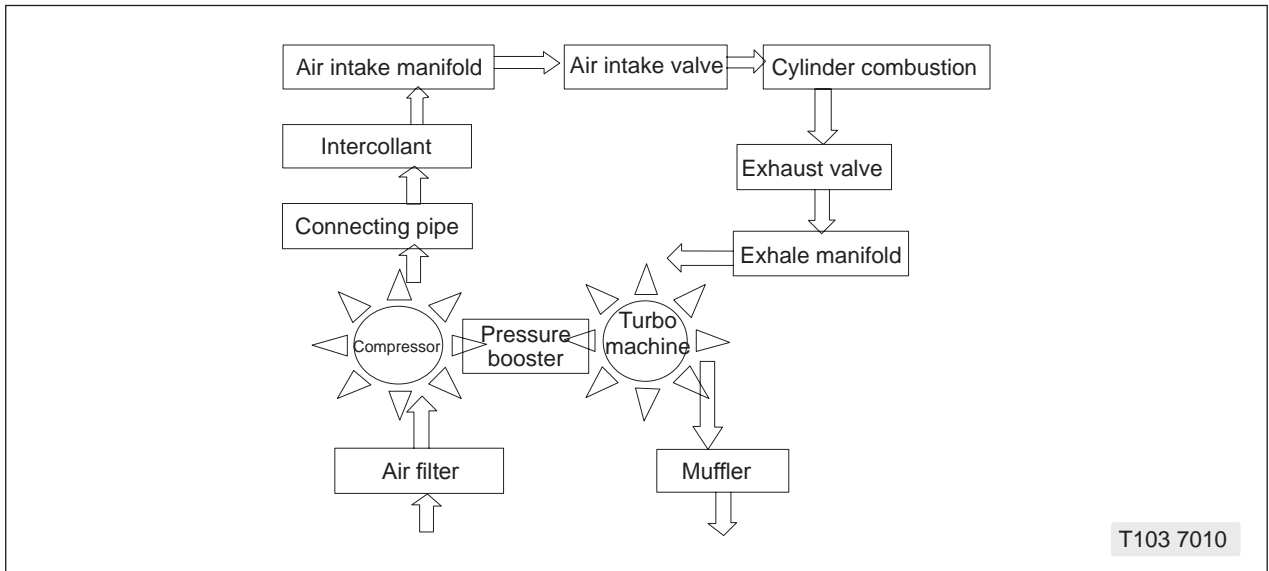 Air intake manifold
Air intake valve
Cylinder combustion
Intercollant
Exhaust valve
Connecting pipe
Exhale manifold
Compressor
Pressure
booster
Turbo
machine
Air filter
Muffler
T103 7010